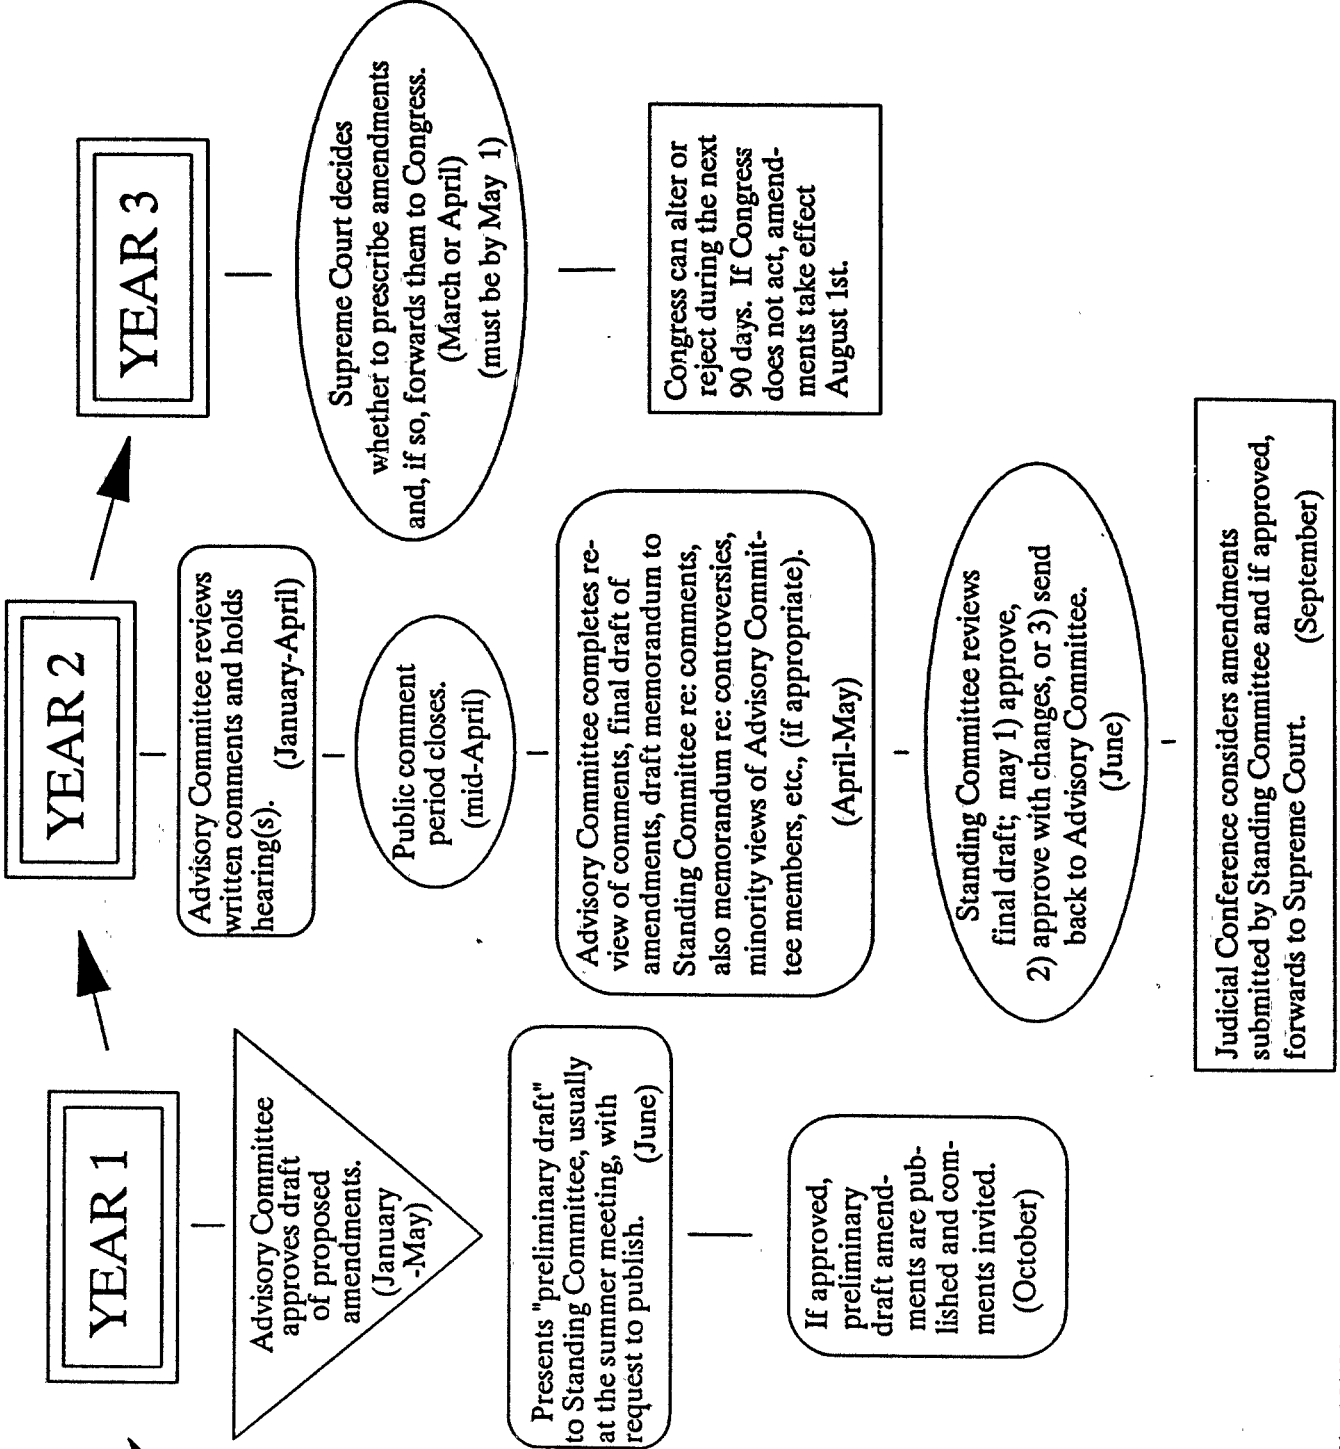 YEAR 1
Advisory Committee
approves draft
of proposed
amendments.
(January
-May)
Presents "preliminary draft"
to Standing Committee, usually
at the summer meeting, with
request to publish. (June)
If approved,
preliminary
draft amend-
ments are pub-
lished and com-
ments invited.
(October)
YEAR 2
Advisory Committee reviews
written comments and holds
hearing(s).
(January-April)
Public comment
period closes.
(mid-April)
Advisory Committee completes re-
view of comments, final draft of
amendments, draft memorandum to
Standing Committee re: comments,
also memorandum re: controversies,
minority views of Advisory Commit-
tee members, etc., (if appropriate).
(April-May)
Standing Committee reviews
final draft; may 1) approve,
2) approve with changes, or 3) send
back to Advisory Committee.
(June)
Judicial Conference considers amendments
submitted by Standing Committee and if approved,
forwards to Supreme Court. (September)
YEAR 3
Supreme Court decides
whether to prescribe amendments
and, if so, forwards them to Congress.
(March or April)
(must be by May 1)
Congress can alter or
reject during the next
90 days. If Congress
does not act, amend-
ments take effect
August 1st.